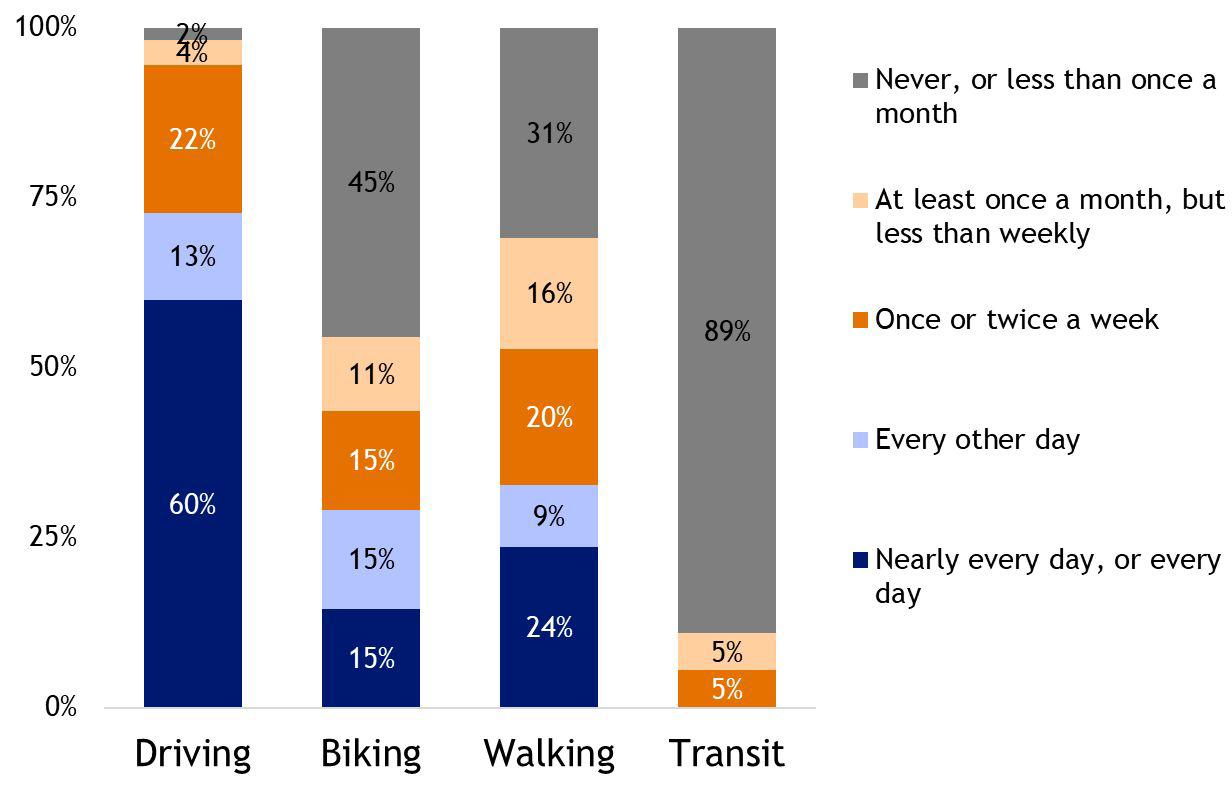 100%
75%
50%
25%
0%
2%
4%
22%
13%
60%
45%
11%
15%
15%
15%
31%
16%
20%
9%
24%
89%
5%
5%
Driving
Biking
Walking
Transit
Never, or less than once a
month
At least once a month, but
less than weekly
Once or twice a week
Every other day
Nearly every day, or every
day